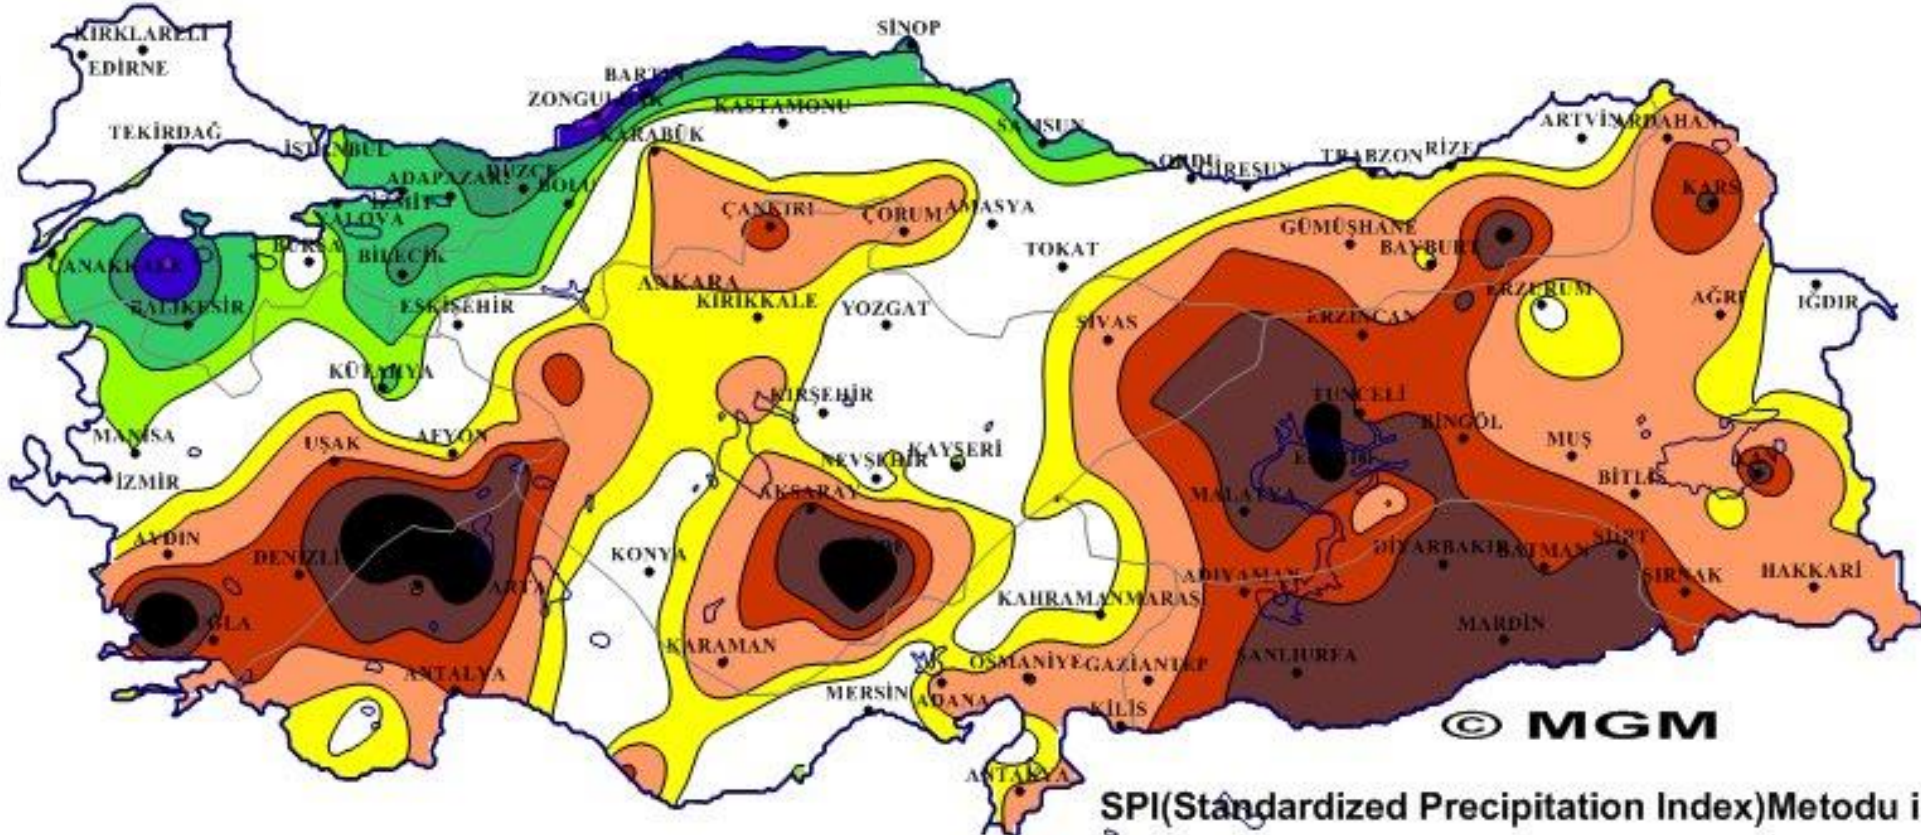 SİNOP
KIRKLARELİ
EDİRNE
BARTIN
ZONGULDAK
KASTAMONU
TEKİRDAĞ
KARABÜK
SAMSUN
ARTVİN
ARDAHAN
İSTANBUL
ADAPAZARI
DÜZCE
BOLU
ORDU
GİRESUN
TRABZON
RİZE
KARS
İZMİT
YALOVA
ÇANKIRI
ÇORUM
AMASYA
GÜMÜŞHANE
BAYBURT
BURSA
BİLECİK
TOKAT
ÇANAKKALE
ANKARA
KIRIKKALE
YOZGAT
ERZURUM
AĞRI
IĞDIR
BALIKESİR
ESKİŞEHİR
SİVAS
ERZİNCAN
KÜTAHYA
KIRŞEHİR
TUNCELİ
BİNGÖL
MANİSA
UŞAK
AFYON
KAYSERİ
NEVŞEHİR
MUŞ
İZMİR
AKSARAY
BİTLİS
MALATYA
AYDIN
DENİZLİ
KONYA
DİYARBAKIR
BATMAN
SİİRT
ADIYAMAN
ŞIRNAK
HAKKARİ
KAHRAMANMARAŞ
MARDİN
KARAMAN
OSMANİYE
GAZİANTEP
ŞANLIURFA
ANTALYA
MERSİN
ADANA
KİLİS
© MGM
ANTAKYA
SPI(Standardized Precipitation Index)Metodu i